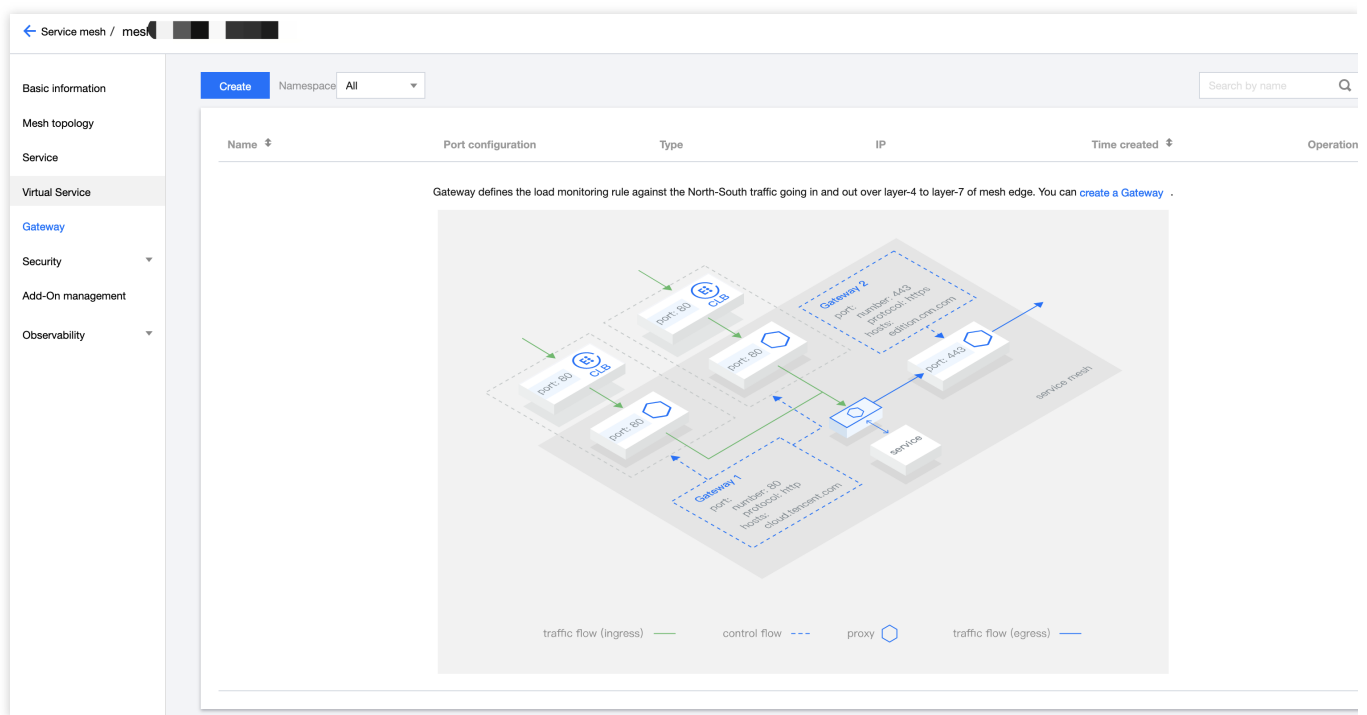 Service mesh / mesh
Basic information
Mesh topology
Service
Virtual Service
Gateway
Security
Add-On management
Observability
Create Namespace All Search by name
Name Port configuration Type IP Time created Operation
Gateway defines the load monitoring rule against the North-South traffic going in and out over layer-4 to layer-7 of mesh edge. You can create a Gateway .
port: 80 CLB
port: 80
port: 80 CLB
port: 80
Gateway 2
port:
number: 443
protocol: https
hosts:
edition.cnn.com
port: 443
service mesh
service
Gateway 1
port:
number: 80
protocol: http
hosts:
cloud.tencent.com
traffic flow (ingress) control flow proxy traffic flow (egress)